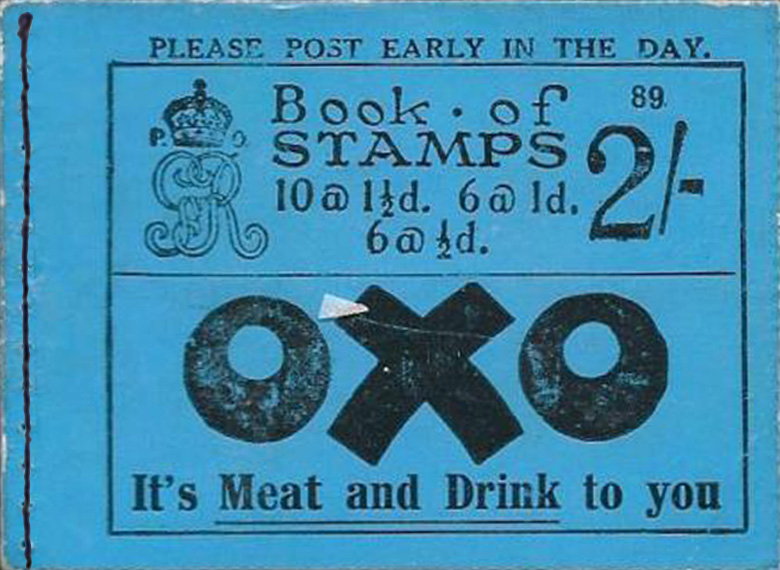 PLEASE POST EARLY IN THE DAY.
Book · of 89
P. O. STAMPS 2/-
GR 10 @ 1½d. 6 @ 1d.
6 @ ½d.
OXO
It's Meat and Drink to you